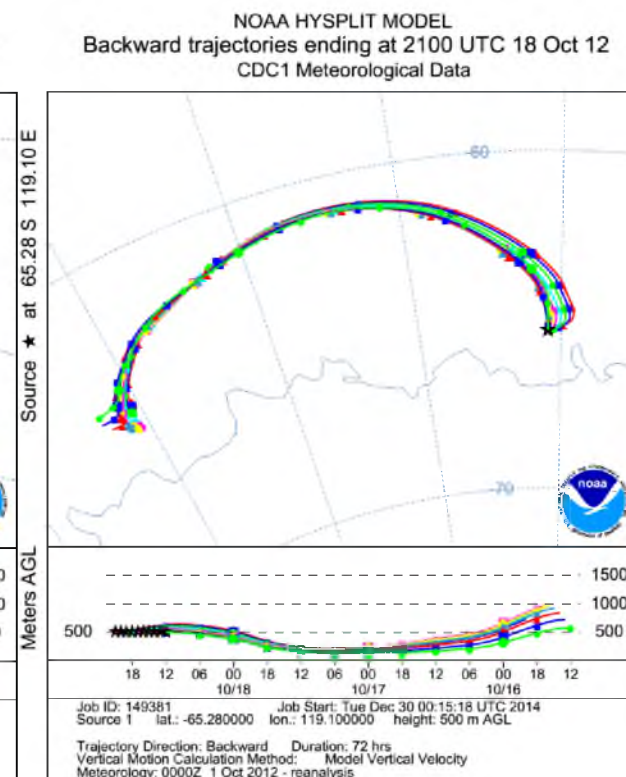 NOAA HYSPLIT MODEL
Backward trajectories ending at 2100 UTC 18 Oct 12
CDC1 Meteorological Data
Source ★ at 65.28 S 119.10 E
-60
-70
noaa
Meters AGL
500
1500
1000
500
18 12 06 00 18 12 06 00 18 12 06 00 18 12
10/18 10/17 10/16
Job ID: 149381 Job Start: Tue Dec 30 00:15:18 UTC 2014
Source 1 lat.: -65.280000 lon.: 119.100000 height: 500 m AGL
Trajectory Direction: Backward Duration: 72 hrs
Vertical Motion Calculation Method: Model Vertical Velocity
Meteorology: 0000Z 1 Oct 2012 - reanalysis